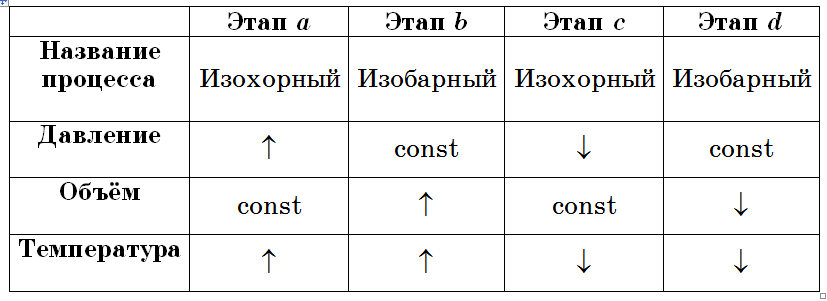 Этап a Этап b Этап c Этап d
Название
процесса Изохорный Изобарный Изохорный Изобарный
Давление ↑ const ↓ const
Объём const ↑ const ↓
Температура ↑ ↑ ↓ ↓